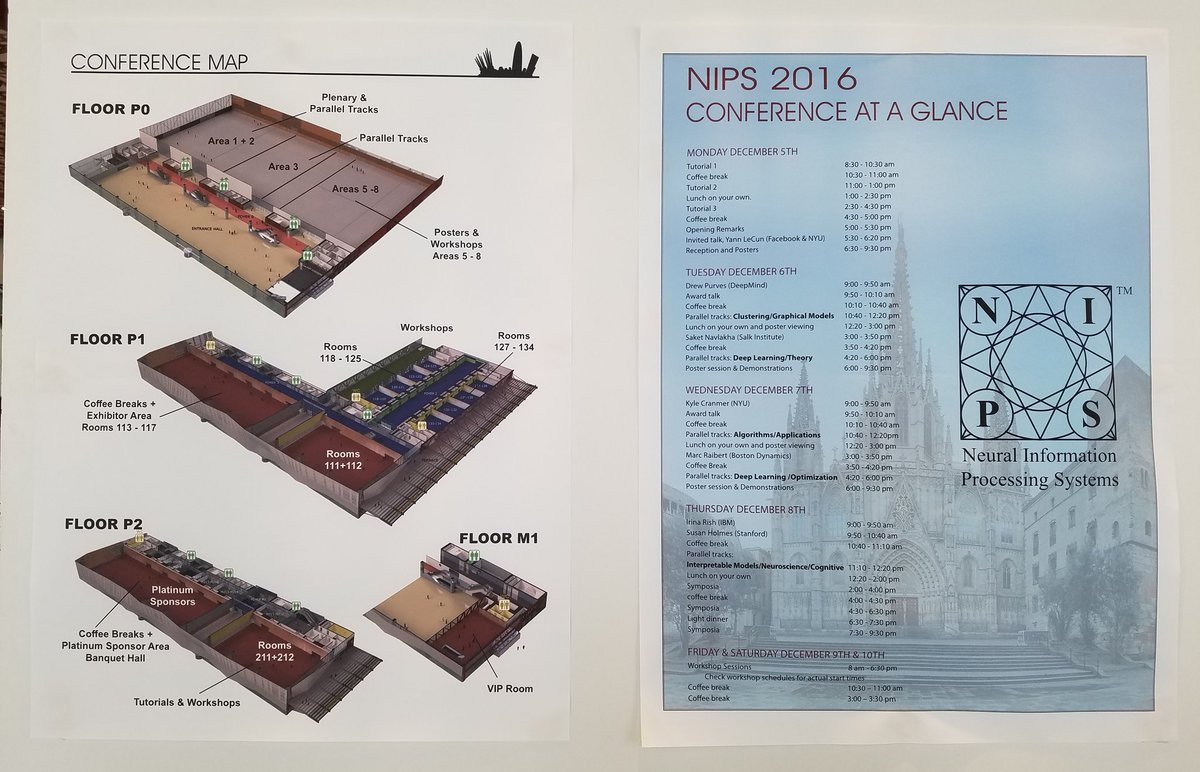 CONFERENCE MAP
FLOOR P0
Plenary &
Parallel Tracks
Parallel Tracks
Area 1 + 2
Area 3
Areas 5 -8
ENTRANCE HALL
Posters &
Workshops
Areas 5 - 8
FLOOR P1
Workshops
Rooms
118 - 125
Rooms
127 - 134
Coffee Breaks +
Exhibitor Area
Rooms 113 - 117
Rooms
111+112
FLOOR P2
Platinum
Sponsors
Coffee Breaks +
Platinum Sponsor Area
Banquet Hall
Rooms
211+212
Tutorials & Workshops
FLOOR M1
VIP Room
NIPS 2016
CONFERENCE AT A GLANCE
MONDAY DECEMBER 5TH
Tutorial 1 8:30 - 10:30 am
Coffee break 10:30 - 11:00 am
Tutorial 2 11:00 - 1:00 pm
Lunch on your own. 1:00 - 2:30 pm
Tutorial 3 2:30 - 4:30 pm
Coffee break 4:30 - 5:00 pm
Opening Remarks 5:00 - 5:30 pm
Invited talk, Yann LeCun (Facebook & NYU) 5:30 - 6:20 pm
Reception and Posters 6:30 - 9:30 pm
TUESDAY DECEMBER 6TH
Drew Purves (DeepMind) 9:00 - 9:50 am
Award talk 9:50 - 10:10 am
Coffee break 10:10 - 10:40 am
Parallel tracks: Clustering/Graphical Models 10:40 - 12:20 pm
Lunch on your own and poster viewing 12:20 - 3:00 pm
Saket Navlakha (Salk Institute) 3:00 - 3:50 pm
Coffee break 3:50 - 4:20 pm
Parallel tracks: Deep Learning/Theory 4:20 - 6:00 pm
Poster session & Demonstrations 6:00 - 9:30 pm
WEDNESDAY DECEMBER 7TH
Kyle Cranmer (NYU) 9:00 - 9:50 am
Award talk 9:50 - 10:10 am
Coffee break 10:10 - 10:40 am
Parallel tracks: Algorithms/Applications 10:40 - 12:20pm
Lunch on your own and poster viewing 12:20 - 3:00 pm
Marc Raibert (Boston Dynamics) 3:00 - 3:50 pm
Coffee Break 3:50 - 4:20 pm
Parallel tracks: Deep Learning /Optimization 4:20 - 6:00 pm
Poster session & Demonstrations 6:00 - 9:30 pm
THURSDAY DECEMBER 8TH
Irina Rish (IBM) 9:00 - 9:50 am
Susan Holmes (Stanford) 9:50 - 10:40 am
Coffee break 10:40 - 11:10 am
Parallel tracks:
Interpretable Models/Neuroscience/Cognitive 11:10 - 12:20 pm
Lunch on your own 12:20 - 2:00 pm
Symposia 2:00 - 4:00 pm
coffee break 4:00 - 4:30 pm
Symposia 4:30 - 6:30 pm
Light dinner 6:30 - 7:30 pm
Symposia 7:30 - 9:30 pm
FRIDAY & SATURDAY DECEMBER 9TH & 10TH
Workshop Sessions 8 am - 6:30 pm
Check workshop schedules for actual start times
Coffee break 10:30 – 11:00 am
Coffee break 3:00 – 3:30 pm
N I TM
P S
Neural Information
Processing Systems